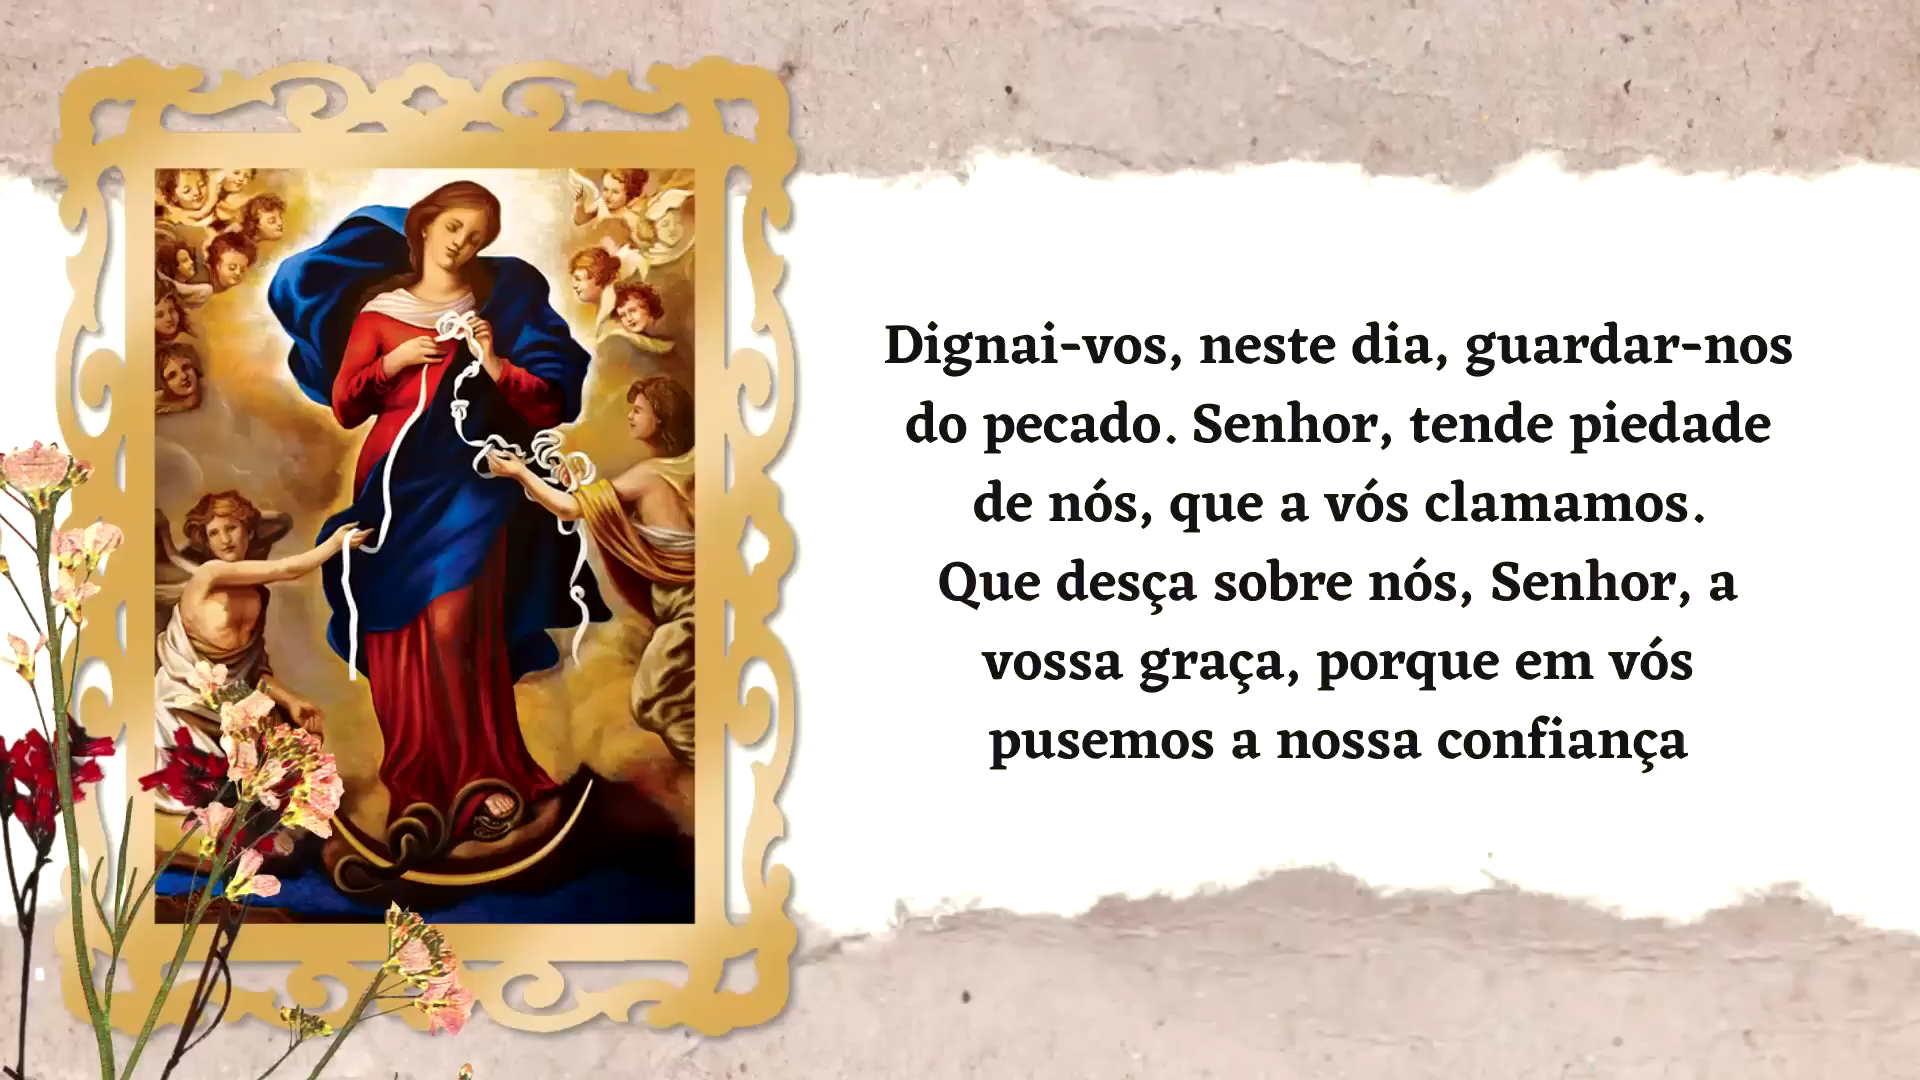 Dignai-vos, neste dia, guardar-nos
do pecado. Senhor, tende piedade
de nós, que a vós clamamos.
Que desça sobre nós, Senhor, a
vossa graça, porque em vós
pusemos a nossa confiança